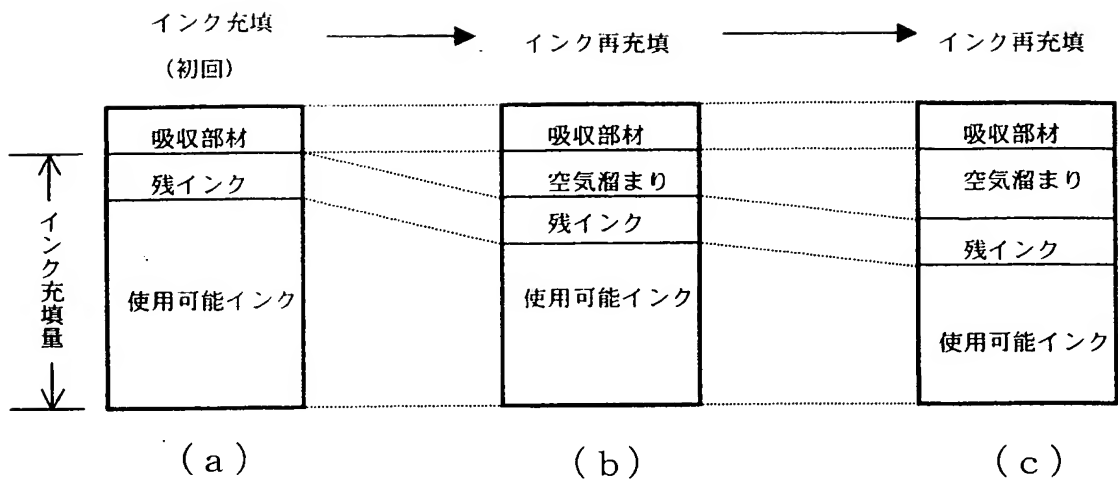 インク充填
(初回)
インク再充填
インク再充填
吸収部材
残インク
使用可能インク
インク充填量
吸収部材
空気溜まり
残インク
使用可能インク
吸収部材
空気溜まり
残インク
使用可能インク
(a)
(b)
(c)